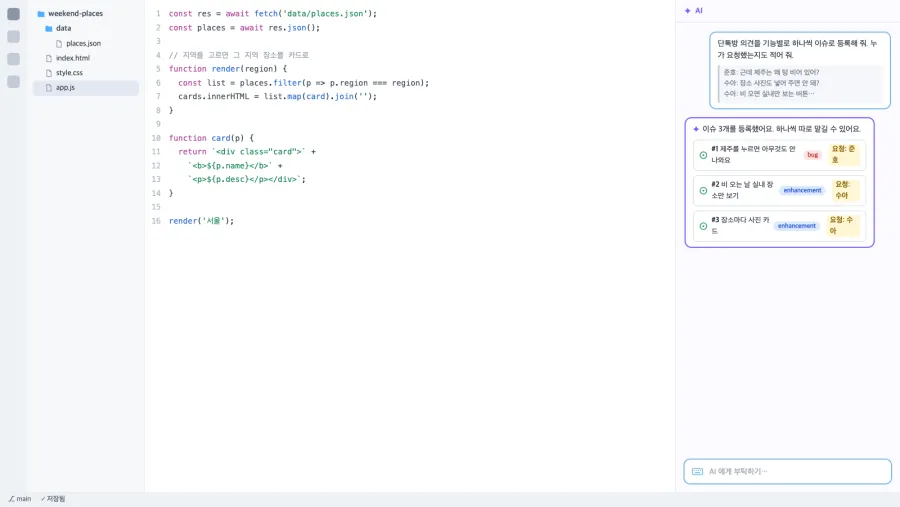 weekend-places
data
places.json
index.html
style.css
app.js
1 const res = await fetch('data/places.json');
2 const places = await res.json();
3
4 // 지역을 고르면 그 지역 장소를 카드로
5 function render(region) {
6 const list = places.filter(p => p.region === region);
7 cards.innerHTML = list.map(card).join('');
8 }
9
10 function card(p) {
11 return `<div class="card">` +
12 `<b>${p.name}</b>` +
13 `<p>${p.desc}</p></div>`;
14 }
15
16 render('서울');
AI
단톡방 의견을 기능별로 하나씩 이슈로 등록해 줘. 누
가 요청했는지도 적어 줘.
준호: 근데 제주는 왜 텅 비어 있어?
수아: 장소 사진도 넣어 주면 안 돼?
수아: 비 오면 실내만 보는 버튼…
이슈 3개를 등록했어요. 하나씩 따로 맡길 수 있어요.
#1 제주를 누르면 아무것도 안
나와요
bug
요청: 준
호
#2 비 오는 날 실내 장
소만 보기
enhancement
요청:
수아
#3 장소마다 사진 카
드
enhancement
요청: 수
아
AI 에게 부탁하기…
main ✓ 저장됨